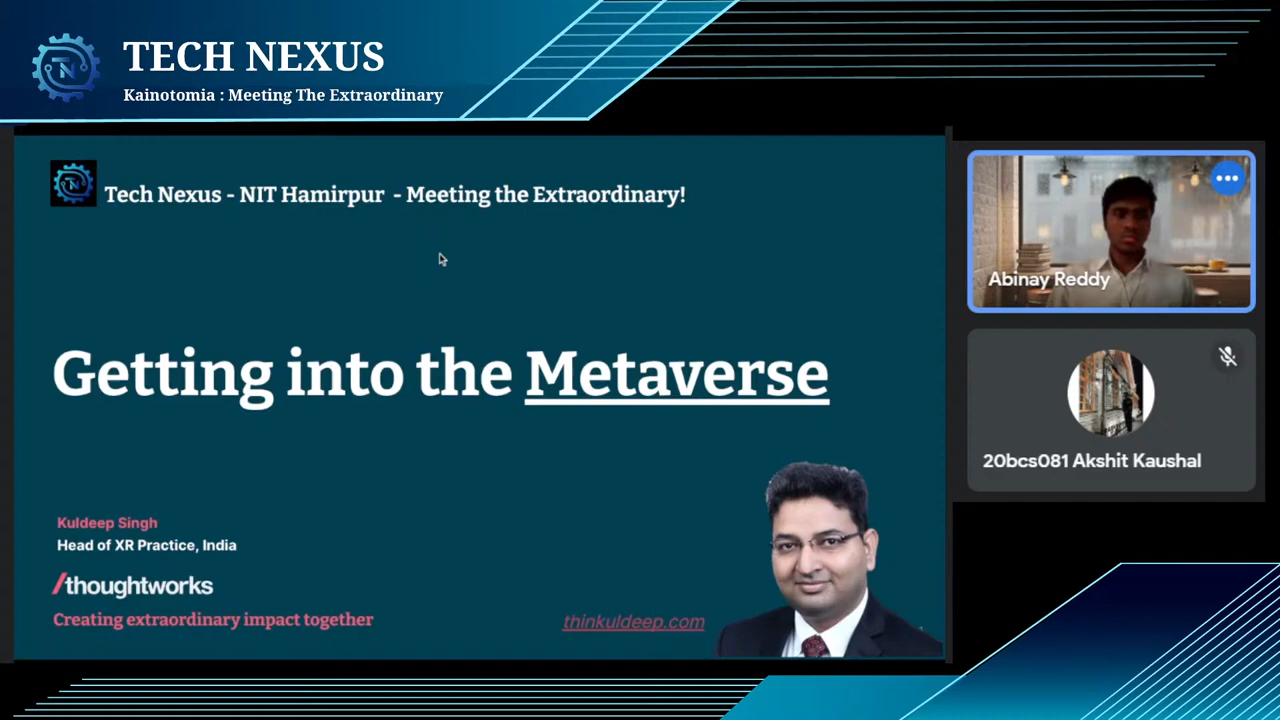 TECH NEXUS
Kainotomia : Meeting The Extraordinary
Tech Nexus - NIT Hamirpur - Meeting the Extraordinary!
Getting into the Metaverse
Kuldeep Singh
Head of XR Practice, India
/thoughtworks
Creating extraordinary impact together
thinkuldeep.com
Abinay Reddy
20bcs081 Akshit Kaushal